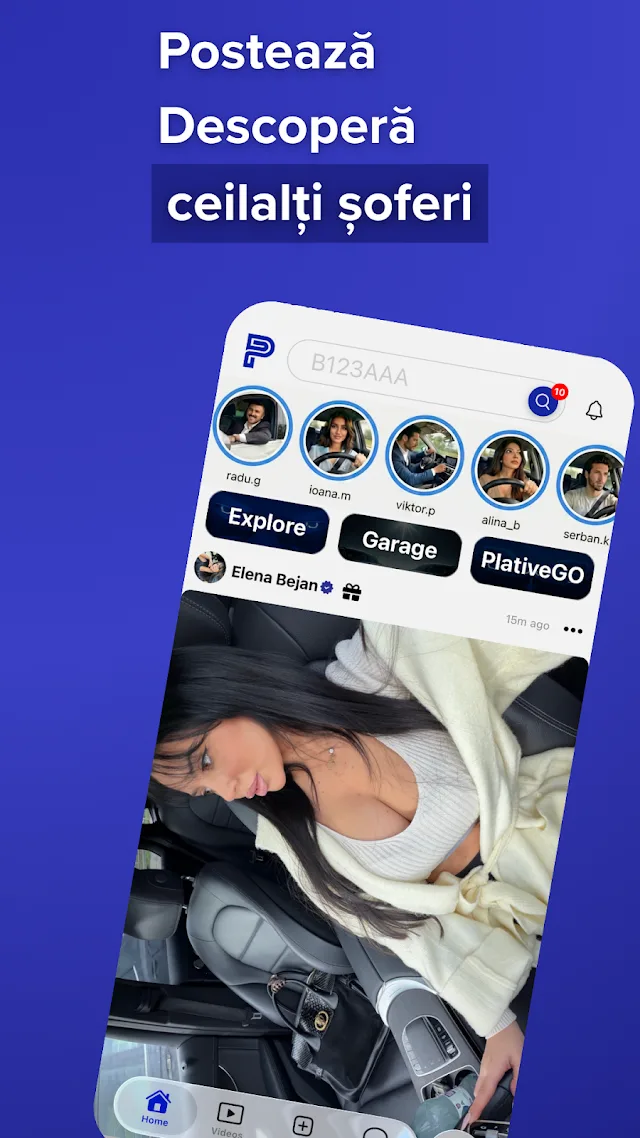 Postează
Descoperă
ceilalți șoferi
B123AAA
10
radu.g
ioana.m
viktor.p
alina_b
serban.k
Explore
Garage
PlativeGO
Elena Bejan
15m ago
Home
Videos